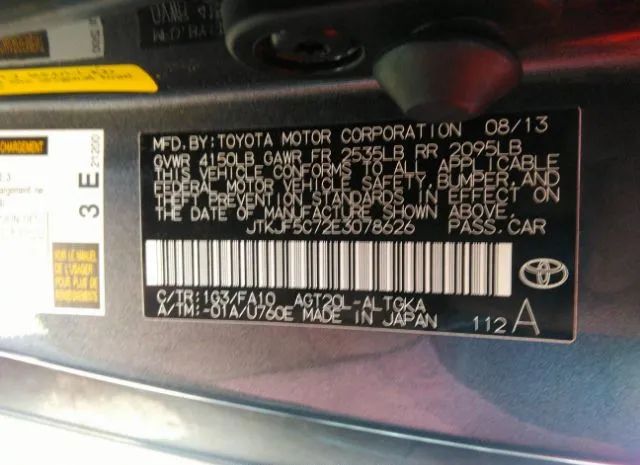 CHARGEMENT
3 E
21200
MFD. BY: TOYOTA MOTOR CORPORATION 08/13
GVWR 4150LB GAWR FR 2535LB RR 2095LB
THIS VEHICLE CONFORMS TO ALL APPLICABLE
FEDERAL MOTOR VEHICLE SAFETY, BUMPER, AND
THEFT PREVENTION STANDARDS IN EFFECT ON
THE DATE OF MANUFACTURE SHOWN ABOVE.
JTKJF5C72E3078626 PASS. CAR
C/TR: 1G3/FA10 AGT20L-ALTGKA
A/TM: -01A/U760E MADE IN JAPAN
112 A